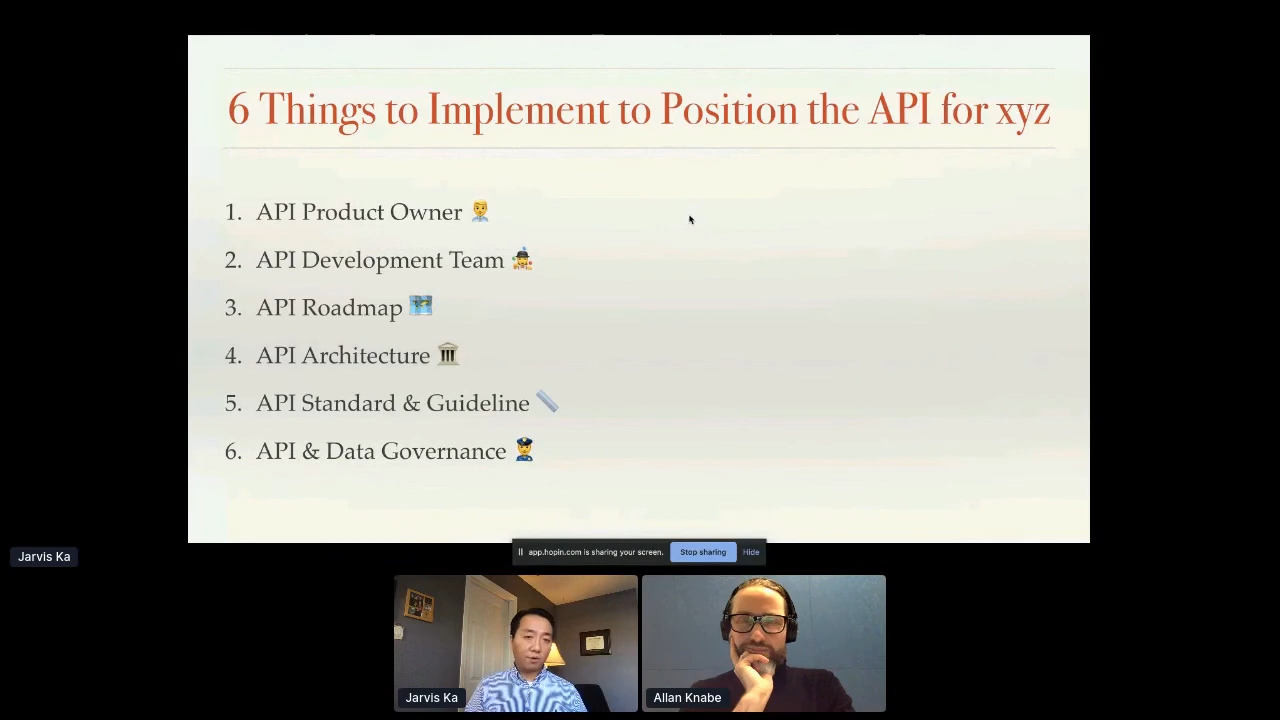 6 Things to Implement to Position the API for xyz
1. API Product Owner
2. API Development Team
3. API Roadmap
4. API Architecture
5. API Standard & Guideline
6. API & Data Governance
app.hopin.com is sharing your screen. Stop sharing Hide
Jarvis Ka
Jarvis Ka
Allan Knabe